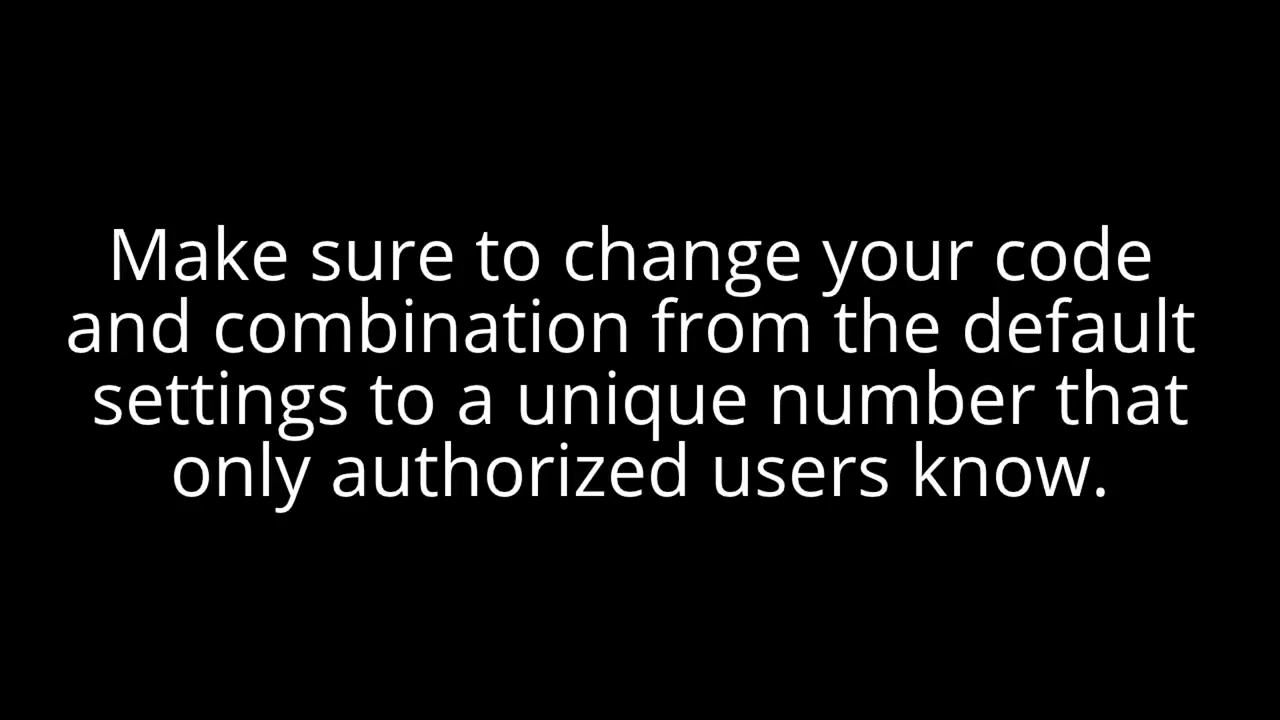 Make sure to change your code
and combination from the default
settings to a unique number that
only authorized users know.